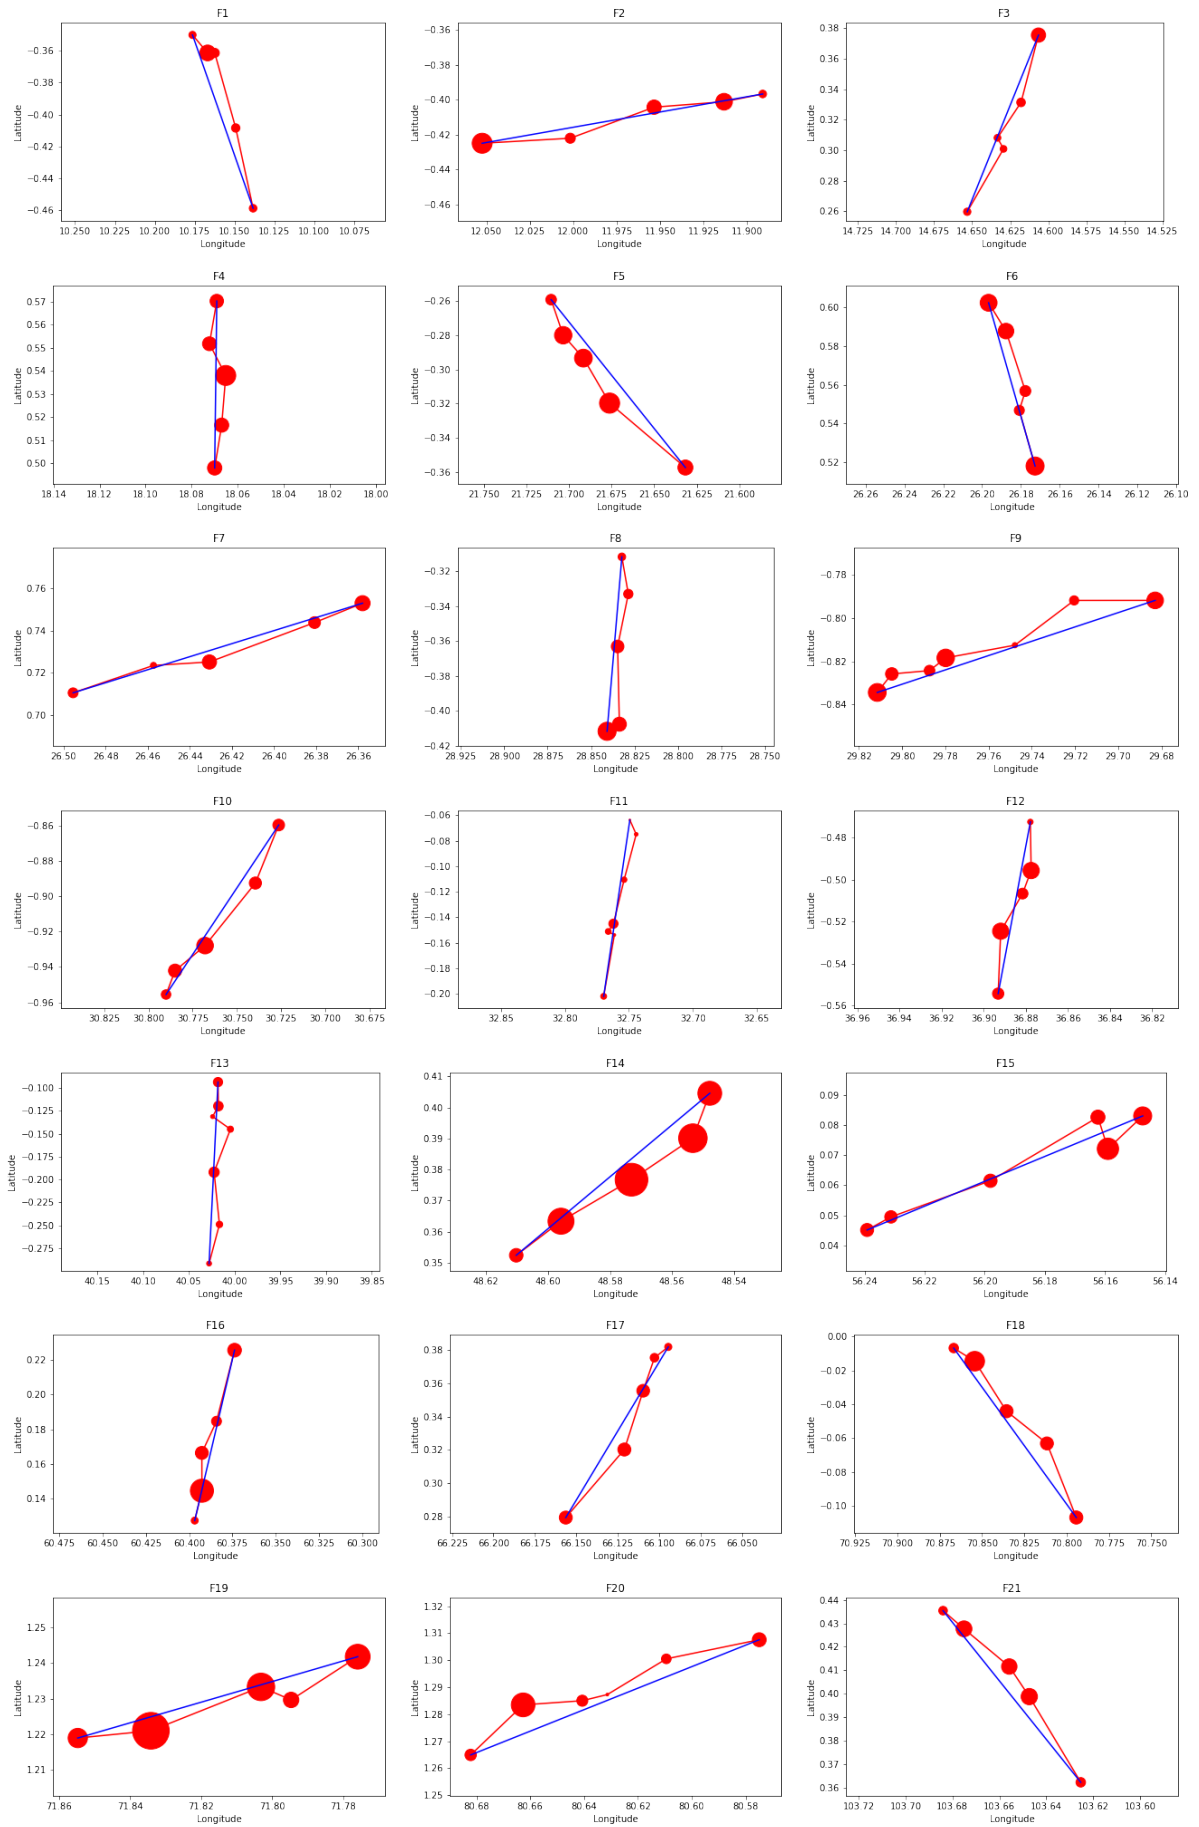 F1
Latitude
−0.36
−0.38
−0.40
−0.42
−0.44
−0.46
10.250 10.225 10.200 10.175 10.150 10.125 10.100 10.075
Longitude
F2
Latitude
−0.36
−0.38
−0.40
−0.42
−0.44
−0.46
12.050 12.025 12.000 11.975 11.950 11.925 11.900
Longitude
F3
Latitude
0.38
0.36
0.34
0.32
0.30
0.28
0.26
14.725 14.700 14.675 14.650 14.625 14.600 14.575 14.550 14.525
Longitude
F4
Latitude
0.57
0.56
0.55
0.54
0.53
0.52
0.51
0.50
18.14 18.12 18.10 18.08 18.06 18.04 18.02 18.00
Longitude
F5
Latitude
−0.26
−0.28
−0.30
−0.32
−0.34
−0.36
21.750 21.725 21.700 21.675 21.650 21.625 21.600
Longitude
F6
Latitude
0.60
0.58
0.56
0.54
0.52
26.26 26.24 26.22 26.20 26.18 26.16 26.14 26.12 26.10
Longitude
F7
Latitude
0.76
0.74
0.72
0.70
26.50 26.48 26.46 26.44 26.42 26.40 26.38 26.36
Longitude
F8
Latitude
−0.32
−0.34
−0.36
−0.38
−0.40
−0.42
28.925 28.900 28.875 28.850 28.825 28.800 28.775 28.750
Longitude
F9
Latitude
−0.78
−0.80
−0.82
−0.84
29.82 29.80 29.78 29.76 29.74 29.72 29.70 29.68
Longitude
F10
Latitude
−0.86
−0.88
−0.90
−0.92
−0.94
−0.96
30.825 30.800 30.775 30.750 30.725 30.700 30.675
Longitude
F11
Latitude
−0.06
−0.08
−0.10
−0.12
−0.14
−0.16
−0.18
−0.20
32.85 32.80 32.75 32.70 32.65
Longitude
F12
Latitude
−0.48
−0.50
−0.52
−0.54
−0.56
36.96 36.94 36.92 36.90 36.88 36.86 36.84 36.82
Longitude
F13
Latitude
−0.100
−0.125
−0.150
−0.175
−0.200
−0.225
−0.250
−0.275
40.15 40.10 40.05 40.00 39.95 39.90 39.85
Longitude
F14
Latitude
0.41
0.40
0.39
0.38
0.37
0.36
0.35
48.62 48.60 48.58 48.56 48.54
Longitude
F15
Latitude
0.09
0.08
0.07
0.06
0.05
0.04
56.24 56.22 56.20 56.18 56.16 56.14
Longitude
F16
Latitude
0.22
0.20
0.18
0.16
0.14
60.475 60.450 60.425 60.400 60.375 60.350 60.325 60.300
Longitude
F17
Latitude
0.38
0.36
0.34
0.32
0.30
0.28
66.225 66.200 66.175 66.150 66.125 66.100 66.075 66.050
Longitude
F18
Latitude
0.00
−0.02
−0.04
−0.06
−0.08
−0.10
70.925 70.900 70.875 70.850 70.825 70.800 70.775 70.750
Longitude
F19
Latitude
1.25
1.24
1.23
1.22
1.21
71.86 71.84 71.82 71.80 71.78
Longitude
F20
Latitude
1.32
1.31
1.30
1.29
1.28
1.27
1.26
1.25
80.68 80.66 80.64 80.62 80.60 80.58
Longitude
F21
Latitude
0.44
0.43
0.42
0.41
0.40
0.39
0.38
0.37
0.36
103.72 103.70 103.68 103.66 103.64 103.62 103.60
Longitude